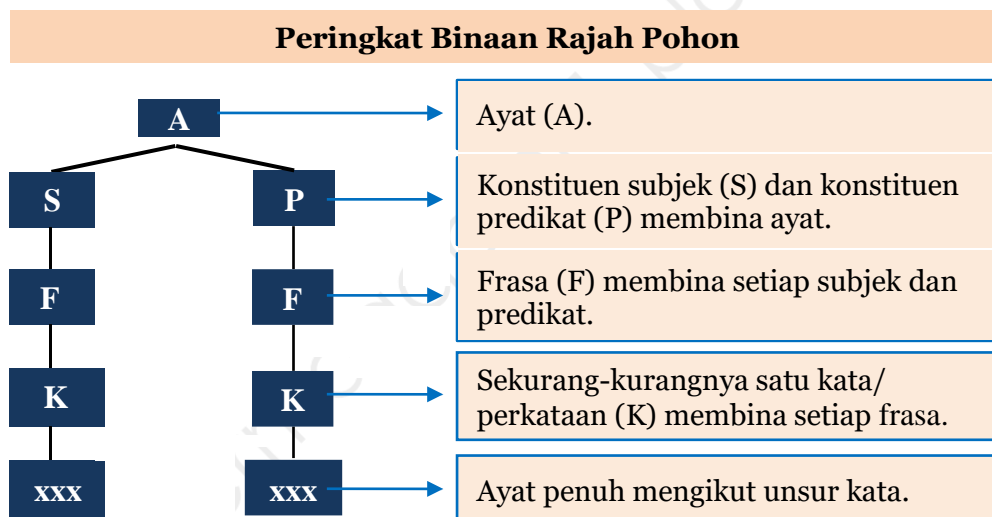 Peringkat Binaan Rajah Pohon
A
Ayat (A).
S
P
Konstituen subjek (S) dan konstituen
predikat (P) membina ayat.
F
F
Frasa (F) membina setiap subjek dan
predikat.
K
K
Sekurang-kurangnya satu kata/
perkataan (K) membina setiap frasa.
xxx
xxx
Ayat penuh mengikut unsur kata.